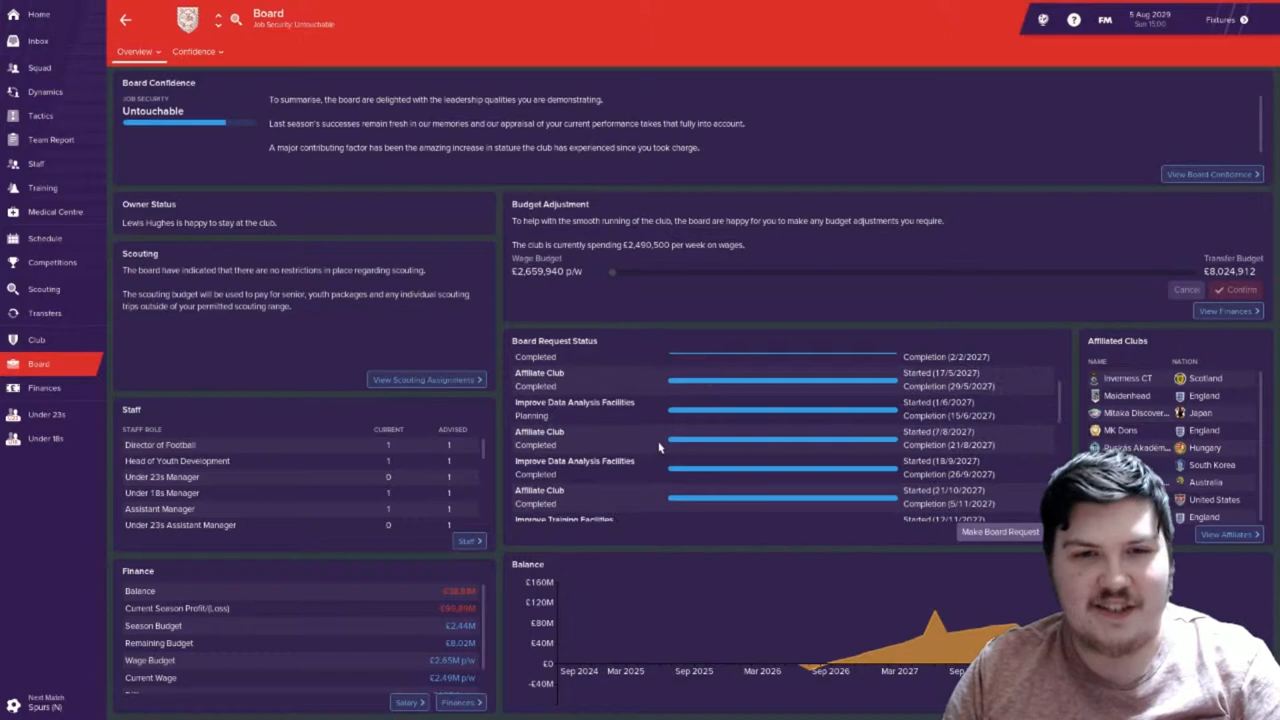 Home
Inbox
Squad
Dynamics
Tactics
Team Report
Staff
Training
Medical Centre
Schedule
Competitions
Scouting
Transfers
Club
Board
Finances
Under 23s
Under 18s
Next Match
Spurs (N)
Board
Job Security: Untouchable
Overview
Confidence
FM
5 Aug 2029
Sun 15:00
Fixtures
Board Confidence
JOB SECURITY
Untouchable
To summarise, the board are delighted with the leadership qualities you are demonstrating.
Last season's successes remain fresh in our memories and our appraisal of your current performance takes that fully into account.
A major contributing factor has been the amazing increase in stature the club has experienced since you took charge.
View Board Confidence
Owner Status
Lewis Hughes is happy to stay at the club.
Scouting
The board have indicated that there are no restrictions in place regarding scouting.
The scouting budget will be used to pay for senior, youth packages and any individual scouting
trips outside of your permitted scouting range.
View Scouting Assignments
Budget Adjustment
To help with the smooth running of the club, the board are happy for you to make any budget adjustments you require.
The club is currently spending £2,490,500 per week on wages.
Wage Budget
£2,659,940 p/w
Transfer Budget
£8,024,912
Cancel
Confirm
View Finances
Board Request Status
Completed Completion (2/2/2027)
Affiliate Club Started (17/5/2027)
Completed Completion (29/5/2027)
Improve Data Analysis Facilities Started (1/6/2027)
Planning Completion (15/6/2027)
Affiliate Club Started (7/8/2027)
Completed Completion (21/8/2027)
Improve Data Analysis Facilities Started (18/9/2027)
Completed Completion (26/9/2027)
Affiliate Club Started (21/10/2027)
Completed Completion (5/11/2027)
Improve Training Facilities Started (12/11/2027)
Make Board Request
Affiliated Clubs
NAME NATION
Inverness CT Scotland
Maidenhead England
Mitaka Discover... Japan
MK Dons England
Puskás Akadém... Hungary
South Korea
Australia
United States
England
View Affiliates
Staff
STAFF ROLE CURRENT ADVISED
Director of Football 1 1
Head of Youth Development 1 1
Under 23s Manager 0 1
Under 18s Manager 1 1
Assistant Manager 1 1
Under 23s Assistant Manager 0 1
Staff
Finance
Balance
Current Season Profit/(Loss)
Season Budget £2.44M
Remaining Budget £8.02M
Wage Budget £2.65M p/w
Current Wage £2.49M p/w
Salary
Finances
Balance
£160M
£120M
£80M
£40M
£0
-£40M
Sep 2024 Mar 2025 Sep 2025 Mar 2026 Sep 2026 Mar 2027 Sep